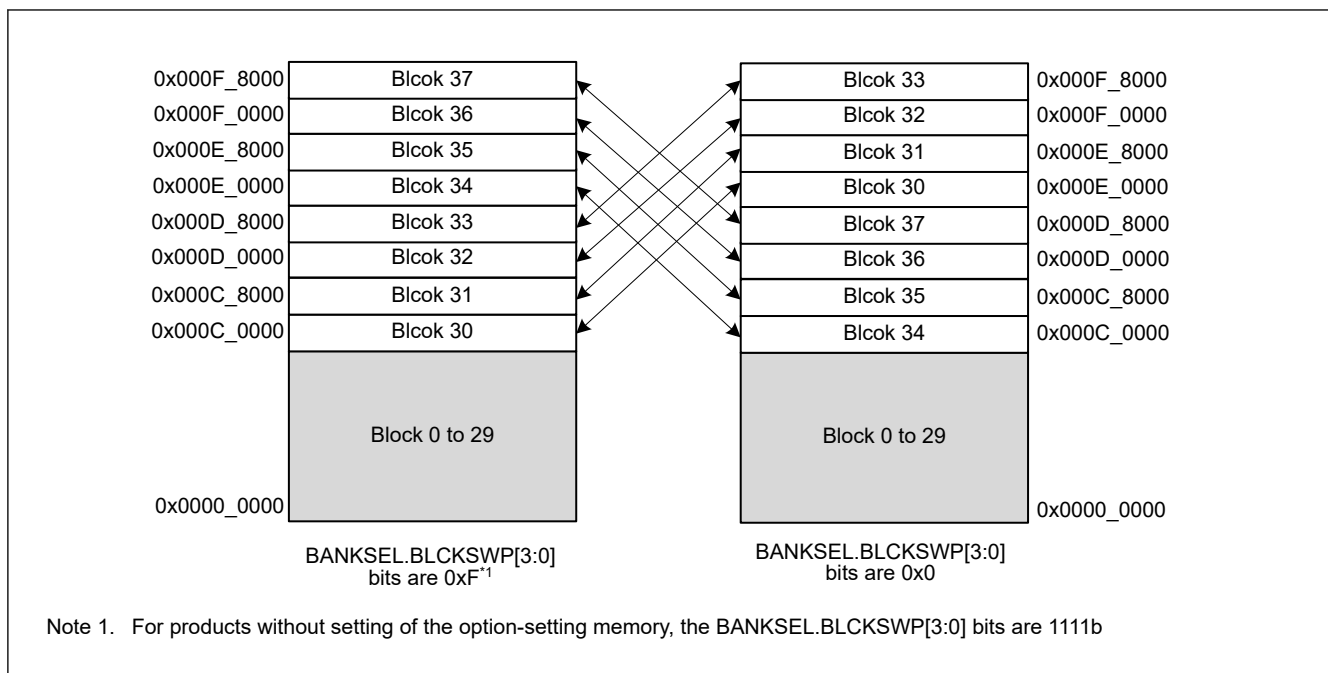 0x000F_8000 Blcok 37 Blcok 33 0x000F_8000
0x000F_0000 Blcok 36 Blcok 32 0x000F_0000
0x000E_8000 Blcok 35 Blcok 31 0x000E_8000
0x000E_0000 Blcok 34 Blcok 30 0x000E_0000
0x000D_8000 Blcok 33 Blcok 37 0x000D_8000
0x000D_0000 Blcok 32 Blcok 36 0x000D_0000
0x000C_8000 Blcok 31 Blcok 35 0x000C_8000
0x000C_0000 Blcok 30 Blcok 34 0x000C_0000
Block 0 to 29 Block 0 to 29
0x0000_0000 0x0000_0000
BANKSEL.BLCKSWP[3:0] BANKSEL.BLCKSWP[3:0]
bits are 0xF*1 bits are 0x0
Note 1. For products without setting of the option-setting memory, the BANKSEL.BLCKSWP[3:0] bits are 1111b